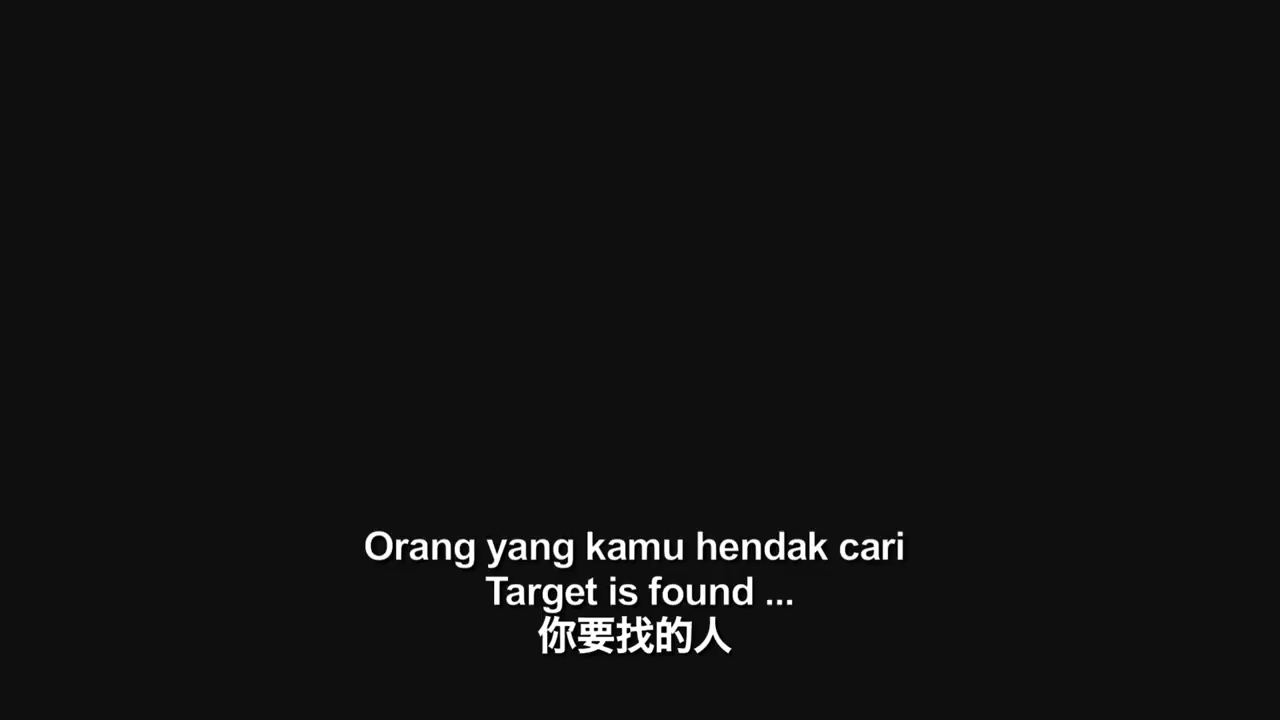 Orang yang kamu hendak cari
Target is found ...
你要找的人